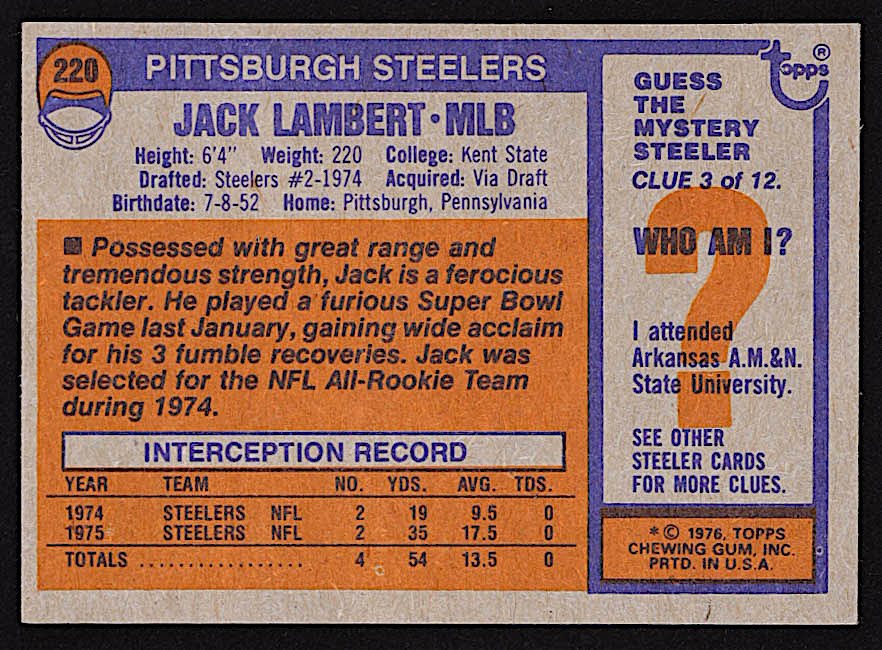 220
PITTSBURGH STEELERS
JACK LAMBERT • MLB
Height: 6'4" Weight: 220 College: Kent State
Drafted: Steelers #2-1974 Acquired: Via Draft
Birthdate: 7-8-52 Home: Pittsburgh, Pennsylvania
■ Possessed with great range and
tremendous strength, Jack is a ferocious
tackler. He played a furious Super Bowl
Game last January, gaining wide acclaim
for his 3 fumble recoveries. Jack was
selected for the NFL All-Rookie Team
during 1974.
INTERCEPTION RECORD
YEAR TEAM NO. YDS. AVG. TDS.
1974 STEELERS NFL 2 19 9.5 0
1975 STEELERS NFL 2 35 17.5 0
TOTALS .................. 4 54 13.5 0
topps ®
GUESS
THE
MYSTERY
STEELER
CLUE 3 of 12.
?
WHO AM I?
I attended
Arkansas A.M.&N.
State University.
SEE OTHER
STEELER CARDS
FOR MORE CLUES.
*© 1976, TOPPS
CHEWING GUM, INC.
PRTD. IN U.S.A.